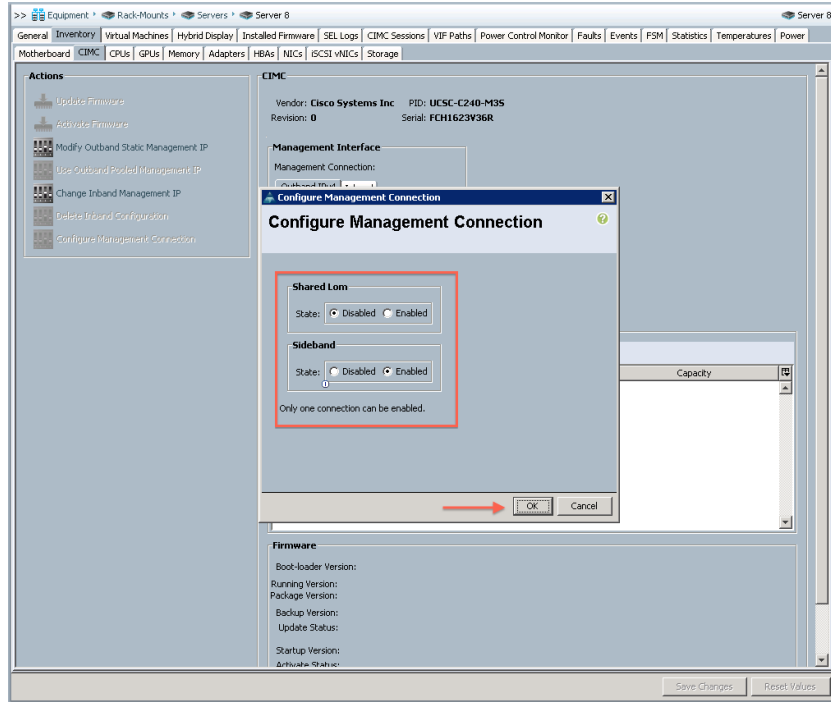 >> Equipment Rack-Mounts Servers Server 8 Server 8
General Inventory Virtual Machines Hybrid Display Installed Firmware SEL Logs CIMC Sessions VIF Paths Power Control Monitor Faults Events FSM Statistics Temperatures Power
Motherboard CIMC CPUs GPUs Memory Adapters HBAs NICs iSCSI vNICs Storage
Actions
Update Firmware
Activate Firmware
Modify Outband Static Management IP
Use Outband Pooled Management IP
Change Inband Management IP
Delete Inband Configuration
Configure Management Connection
CIMC
Vendor: Cisco Systems Inc PID: UCSC-C240-M3S
Revision: 0 Serial: FCH1623V36R
Management Interface
Management Connection:
Configure Management Connection
Configure Management Connection
Shared Lom
State: Disabled Enabled
Sideband
State: Disabled Enabled
Only one connection can be enabled.
OK Cancel
Capacity
Firmware
Boot-loader Version:
Running Version:
Package Version:
Backup Version:
Update Status:
Startup Version:
Activate Status:
Save Changes Reset Values